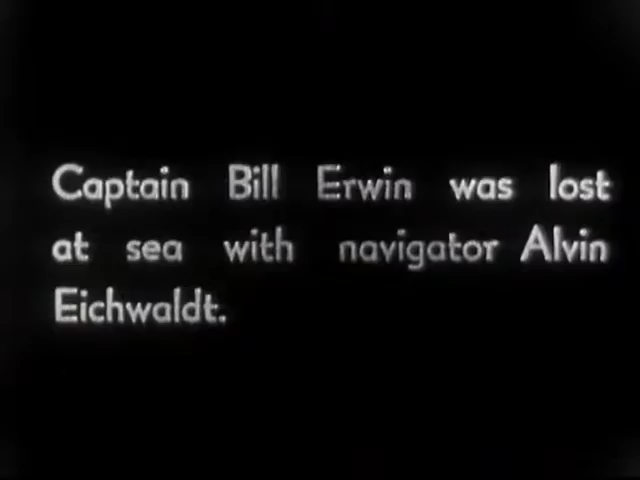 Captain Bill Erwin was lost
at sea with navigator Alvin
Eichwaldt.